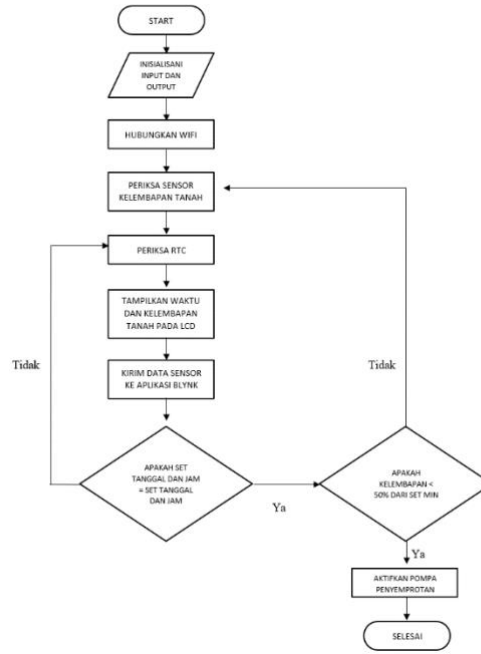 START
INISIALISANI
INPUT DAN
OUTPUT
HUBUNGKAN WIFI
PERIKSA SENSOR
KELEMBAPAN TANAH
PERIKSA RTC
TAMPILKAN WAKTU
DAN KELEMBAPAN
TANAH PADA LCD
KIRIM DATA SENSOR
KE APLIKASI BLYNK
Tidak
APAKAH SET
TANGGAL DAN JAM
= SET TANGGAL
DAN JAM
Ya
Tidak
APAKAH
KELEMBAPAN <
50% DARI SET MIN
Ya
AKTIFKAN POMPA
PENYEMPROTAN
SELESAI